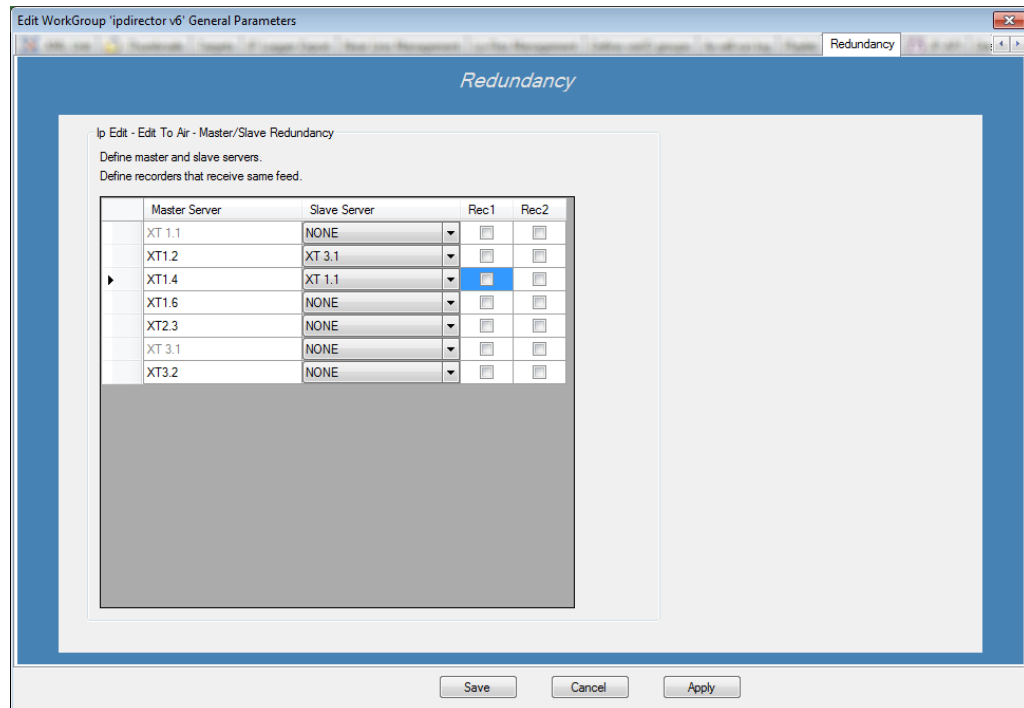 Edit WorkGroup 'ipdirector v6' General Parameters
Redundancy
Redundancy
Ip Edit - Edit To Air - Master/Slave Redundancy
Define master and slave servers.
Define recorders that receive same feed.
Master Server Slave Server Rec1 Rec2
XT 1.1 NONE
XT1.2 XT 3.1
XT1.4 XT 1.1
XT1.6 NONE
XT2.3 NONE
XT 3.1 NONE
XT3.2 NONE
Save Cancel Apply